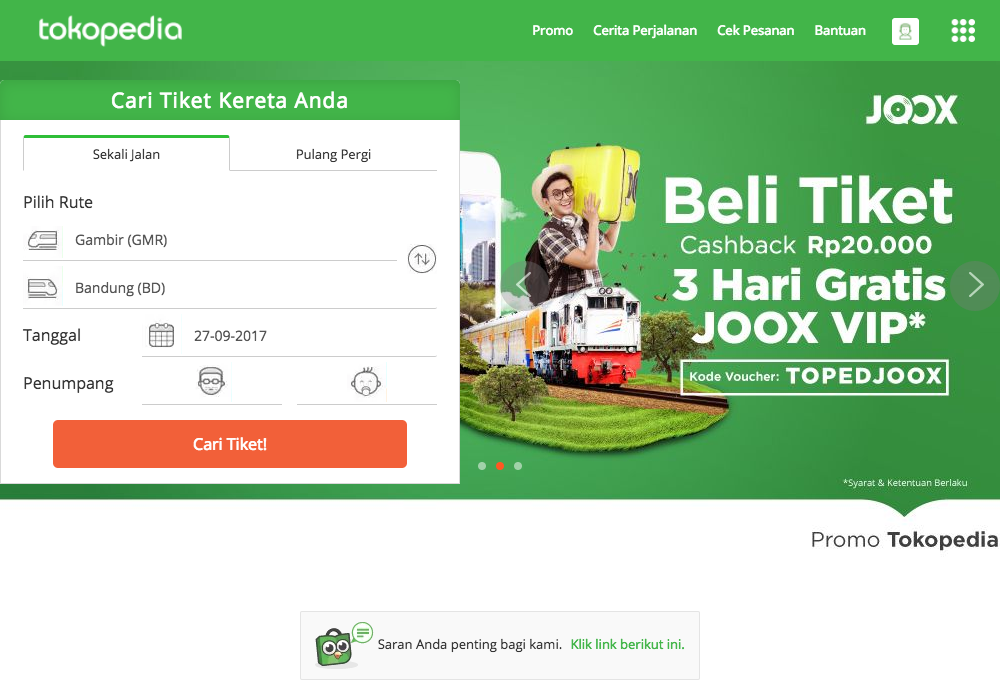 tokopedia
Promo Cerita Perjalanan Cek Pesanan Bantuan
Cari Tiket Kereta Anda
Sekali Jalan Pulang Pergi
Pilih Rute
Gambir (GMR)
Bandung (BD)
Tanggal 27-09-2017
Penumpang
Cari Tiket!
JOOX
Beli Tiket
Cashback Rp20.000
3 Hari Gratis
JOOX VIP*
Kode Voucher: TOPEDJOOX
*Syarat & Ketentuan Berlaku
Promo Tokopedia
Saran Anda penting bagi kami. Klik link berikut ini.